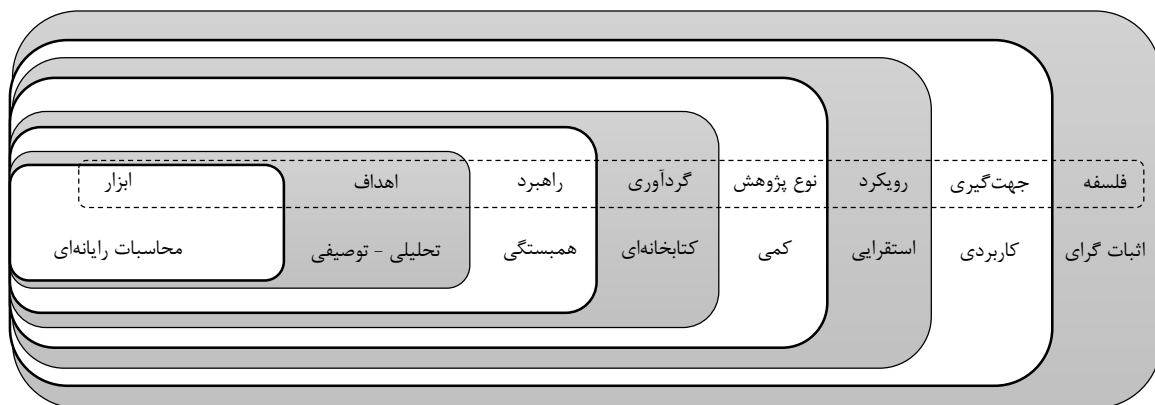 فلسفه جهت‌گیری رویکرد نوع پژوهش گردآوری راهبرد اهداف ابزار
اثبات گرای کاربردی استقرایی کمی کتابخانه‌ای همبستگی تحلیلی - توصیفی محاسبات رایانه‌ای